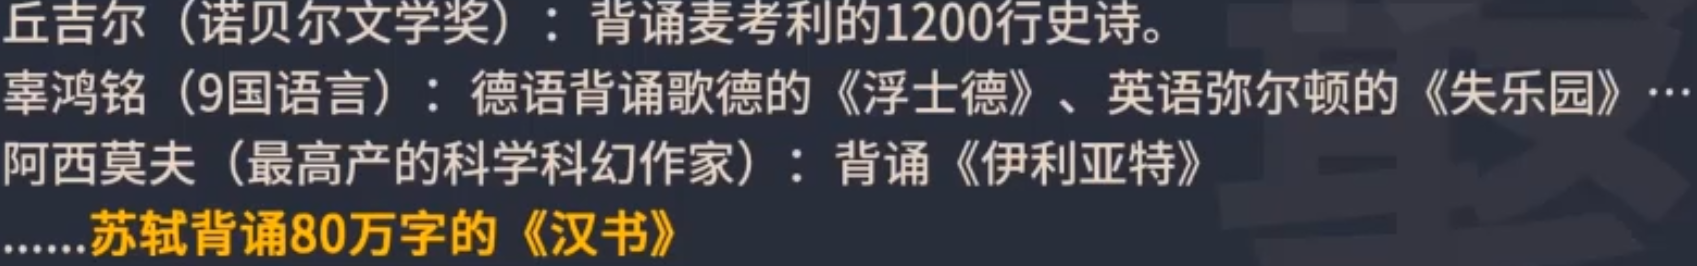 丘吉尔（诺贝尔文学奖）：背诵麦考利的1200行史诗。
辜鸿铭（9国语言）：德语背诵歌德的《浮士德》、英语弥尔顿的《失乐园》…
阿西莫夫（最高产的科学科幻作家）：背诵《伊利亚特》
......苏轼背诵80万字的《汉书》